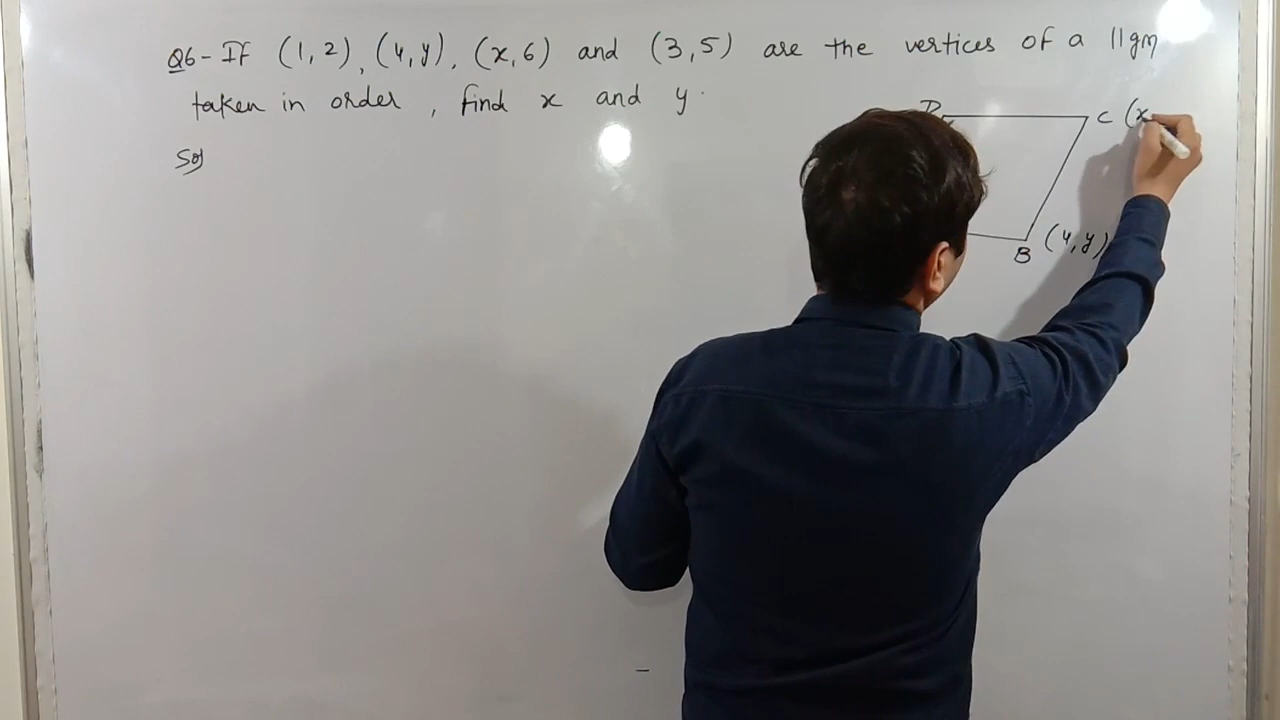 Q6- If (1,2), (4,y), (x,6) and (3,5) are the vertices of a ||gm
taken in order, find x and y.
Sol
D
C (x
B (4,y)